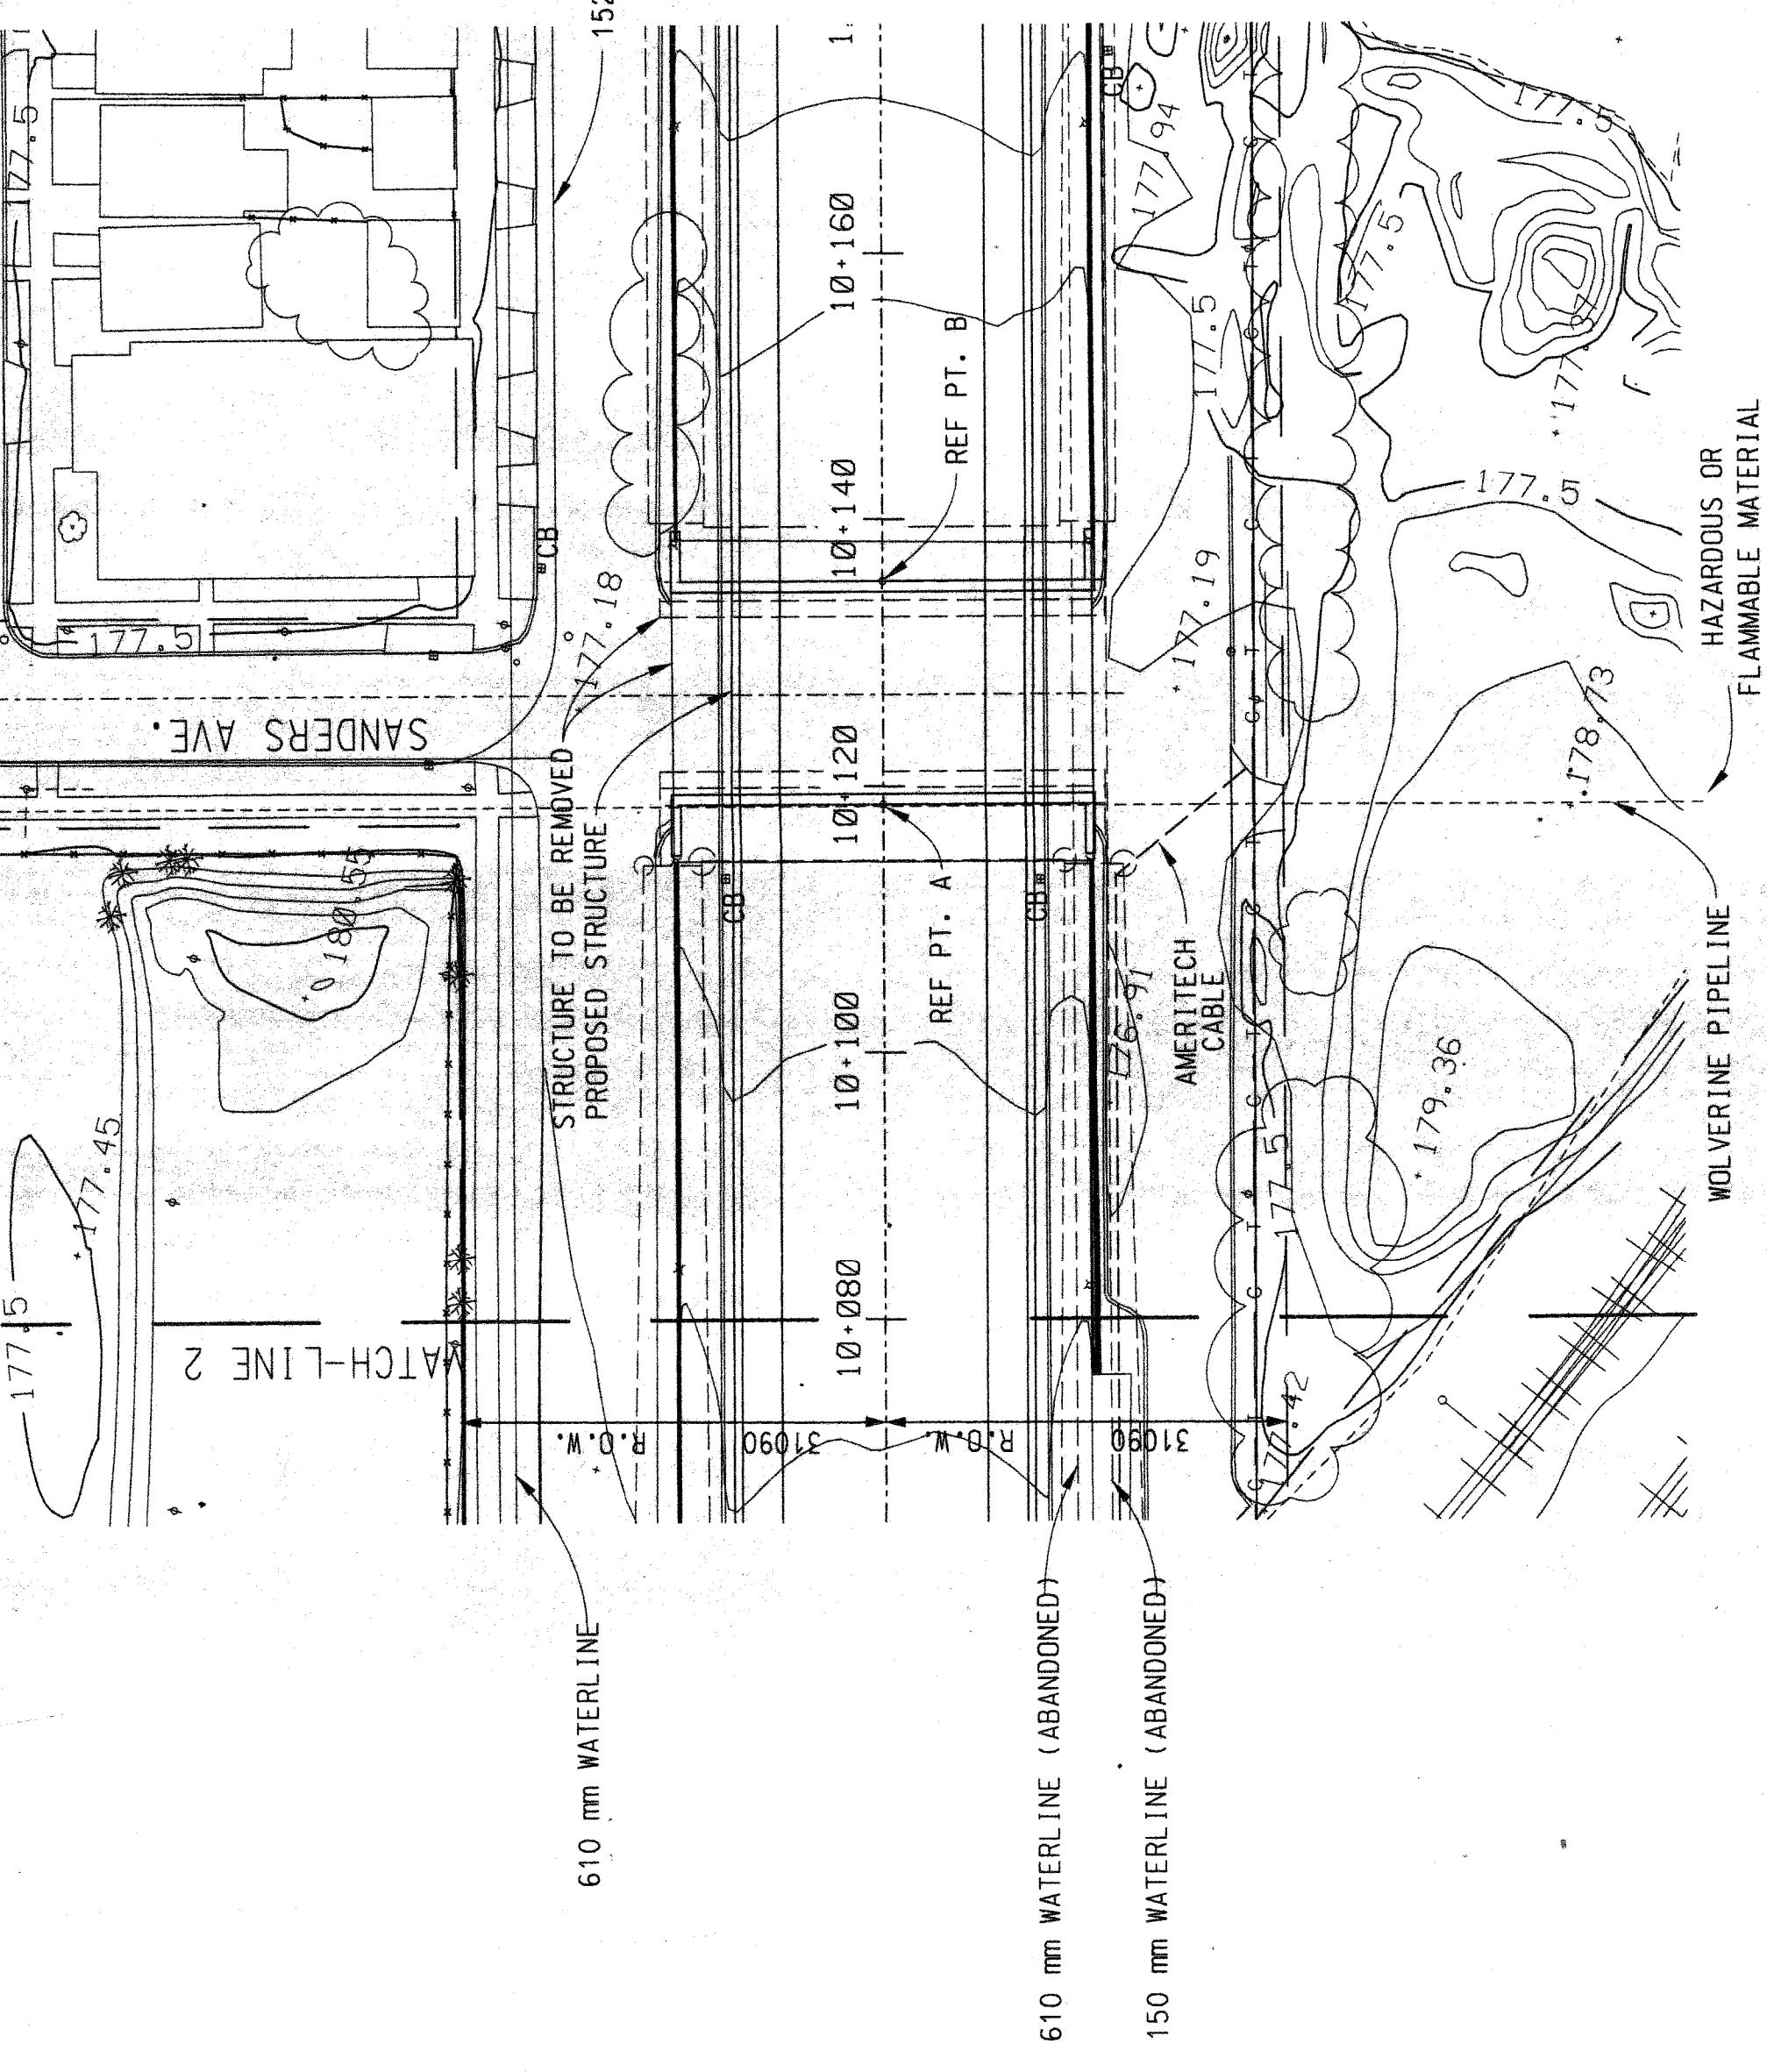 177.5
177.5
152
CB
177.18
177.5
SANDERS AVE.
180.55
0
177.45
177.5
MATCH-LINE 2
STRUCTURE TO BE REMOVED
PROPOSED STRUCTURE
610 mm WATERLINE
R.O.W.
31090
R.O.W.
31090
10+080
10+100
10+120
10+140
10+160
1
CB
CB
CB
REF PT. A
REF PT. B
177.94
177.5
177.19
176.91
AMERITECH
CABLE
177.5
177.5
177.5
177.5
178.73
179.36
610 mm WATERLINE (ABANDONED)
150 mm WATERLINE (ABANDONED)
WOLVERINE PIPELINE
HAZARDOUS OR
FLAMMABLE MATERIAL